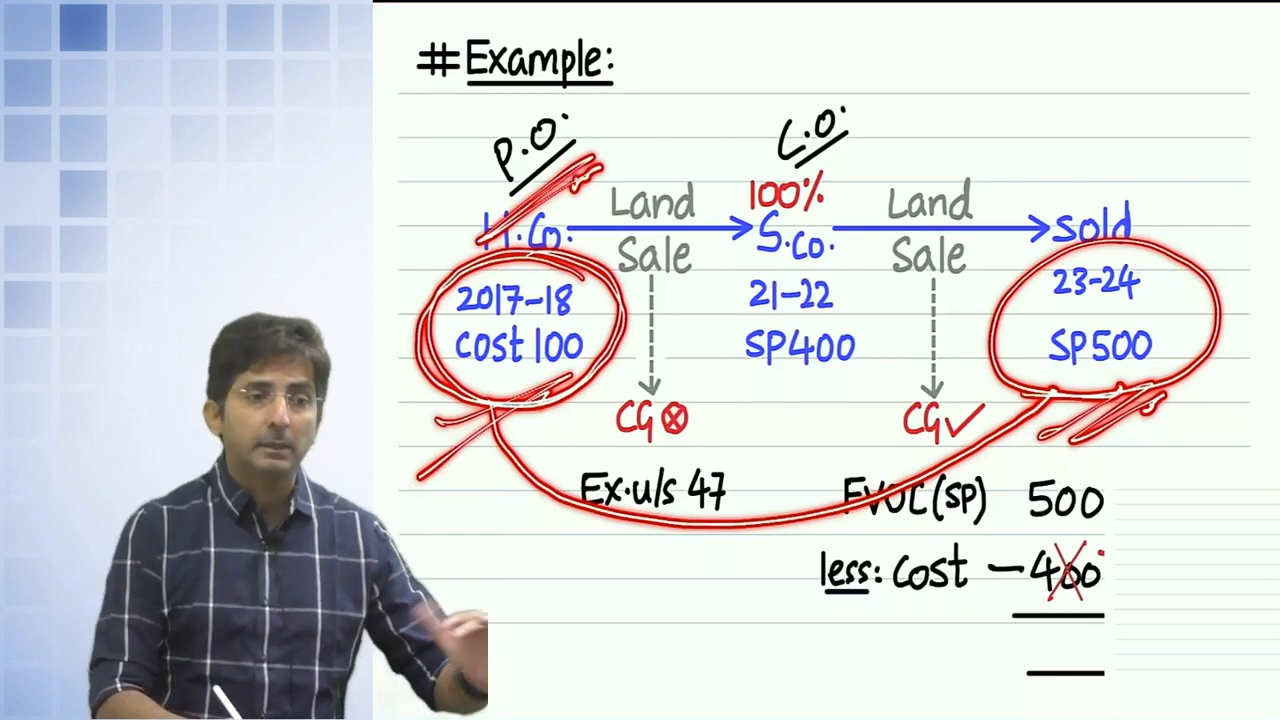 # Example:
P.O.
C.O.
100%
H.Co. Land Sale S.Co. Land Sale Sold
2017-18 21-22 23-24
Cost 100 SP400 SP500
CG⊗ CG✓
Ex.u/s 47 FVOC(SP) 500
less: Cost -400